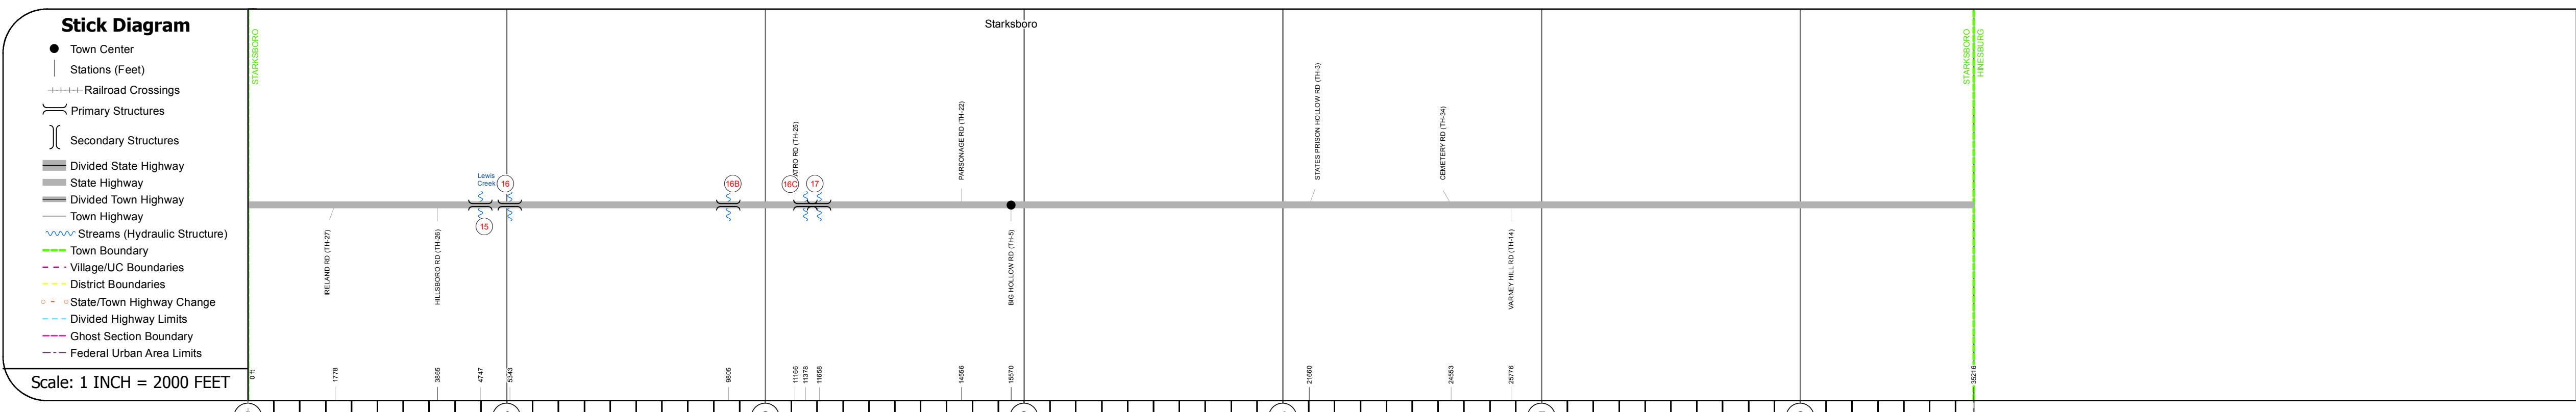 Stick Diagram
Town Center
Stations (Feet)
Railroad Crossings
Primary Structures
Secondary Structures
Divided State Highway
State Highway
Divided Town Highway
Town Highway
Streams (Hydraulic Structure)
Town Boundary
Village/UC Boundaries
District Boundaries
State/Town Highway Change
Divided Highway Limits
Ghost Section Boundary
Federal Urban Area Limits
Scale: 1 INCH = 2000 FEET
Starksboro
STARKSBORO
STARKSBORO
HINESBURG
IRELAND RD (TH-27)
HILLSBORO RD (TH-26)
Lewis
Creek
15
16
16B
16C
ATRO RD (TH-25)
17
PARSONAGE RD (TH-22)
BIG HOLLOW RD (TH-5)
STATES PRISON HOLLOW RD (TH-3)
CEMETERY RD (TH-34)
VARNEY HILL RD (TH-14)
0 ft
1778
3865
4747
5343
9805
11166
11378
11658
14556
15570
21660
24553
25776
35216